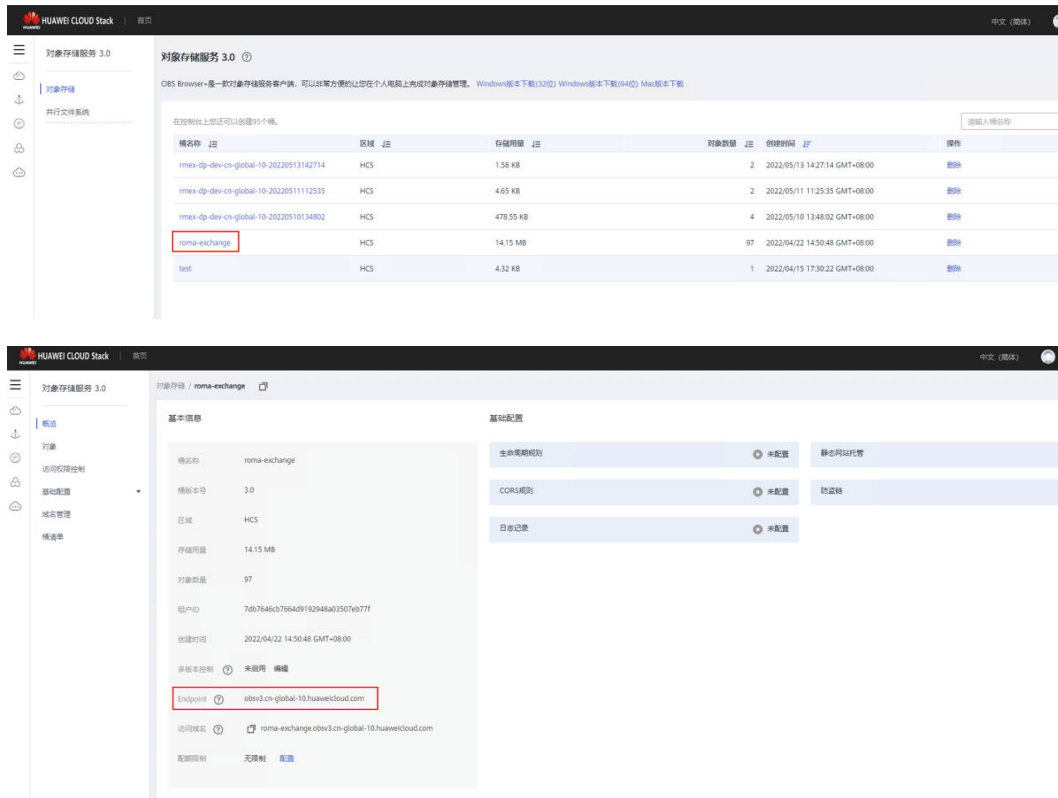 HUAWEI HUAWEI CLOUD Stack | 首页 中文 (简体)
对象存储服务 3.0
对象存储
并行文件系统
对象存储服务 3.0
OBS Browser+是一款对象存储服务客户端，可以非常方便的让您在个人电脑上完成对象存储管理。 Windows版本下载(32位) Windows版本下载(64位) Mac版本下载
在控制台上您还可以创建95个桶。 请输入桶名称
桶名称 区域 存储用量 对象数量 创建时间 操作
rmex-dp-dev-cn-global-10-20220513142714 HCS 1.58 KB 2 2022/05/13 14:27:14 GMT+08:00 删除
rmex-dp-dev-cn-global-10-20220511112535 HCS 4.65 KB 2 2022/05/11 11:25:35 GMT+08:00 删除
rmex-dp-dev-cn-global-10-20220510134802 HCS 478.55 KB 4 2022/05/10 13:48:02 GMT+08:00 删除
roma-exchange HCS 14.15 MB 97 2022/04/22 14:50:48 GMT+08:00 删除
test HCS 4.32 KB 1 2022/04/15 17:30:22 GMT+08:00 删除
HUAWEI HUAWEI CLOUD Stack | 首页 中文 (简体)
对象存储服务 3.0
概览
对象
访问权限控制
基础配置
域名管理
桶清单
对象存储 / roma-exchange
基本信息
桶名称 roma-exchange
桶版本号 3.0
区域 HCS
存储用量 14.15 MB
对象数量 97
租户ID 7db7646cb7664d9192948a03507eb77f
创建时间 2022/04/22 14:50:48 GMT+08:00
多版本控制 未启用 编辑
Endpoint obsv3.cn-global-10.huaweicloud.com
访问域名 roma-exchange.obsv3.cn-global-10.huaweicloud.com
配额限制 无限制 配置
基础配置
生命周期规则 未配置 静态网站托管
CORS规则 未配置 防盗链
日志记录 未配置